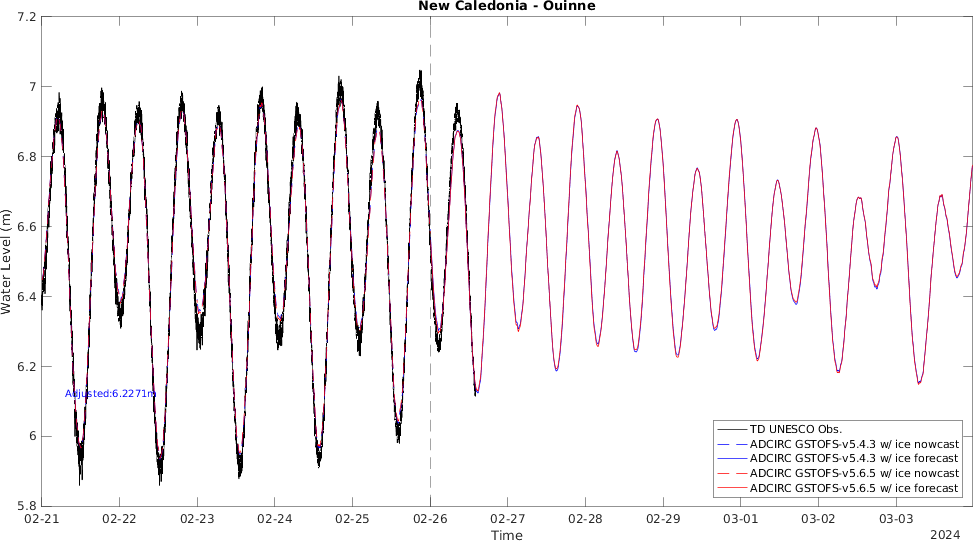 New Caledonia - Ouinne
7.2
7
6.8
6.6
6.4
6.2
6
5.8
Water Level (m)
Adjusted:6.2271m
TD UNESCO Obs.
ADCIRC GSTOFS-v5.4.3 w/ ice nowcast
ADCIRC GSTOFS-v5.4.3 w/ ice forecast
ADCIRC GSTOFS-v5.6.5 w/ ice nowcast
ADCIRC GSTOFS-v5.6.5 w/ ice forecast
02-21 02-22 02-23 02-24 02-25 02-26 02-27 02-28 02-29 03-01 03-02 03-03
Time
2024